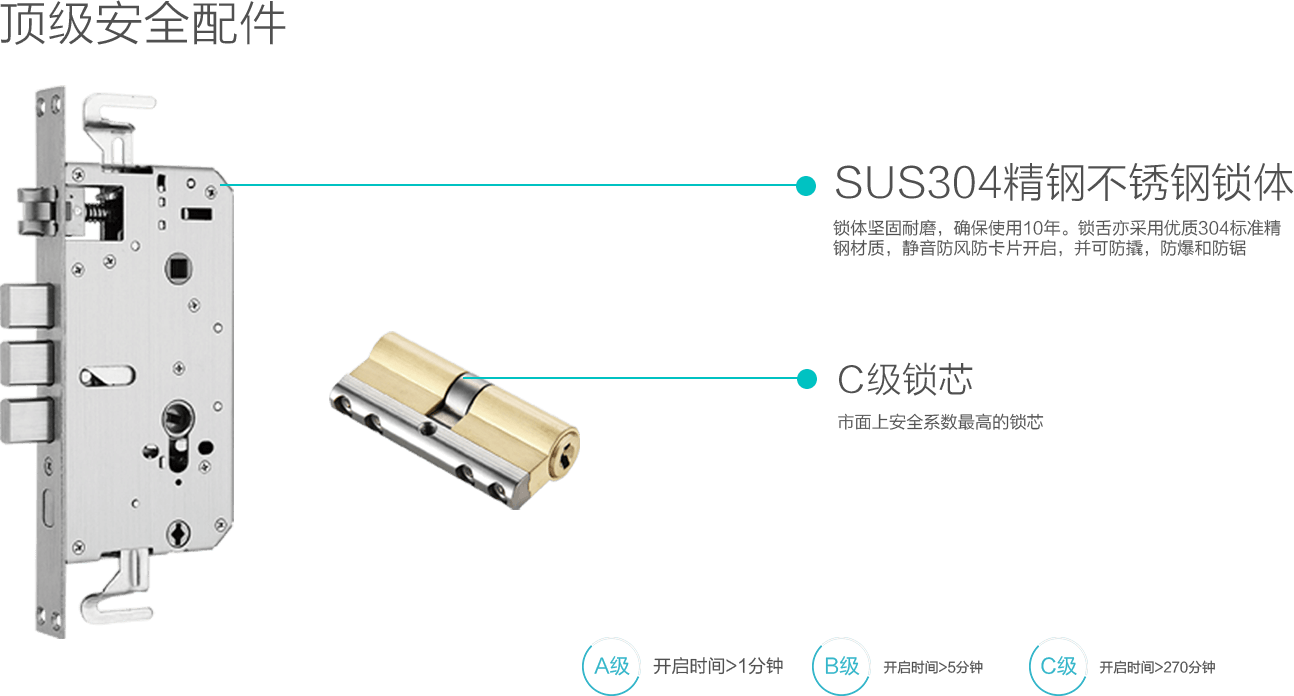 顶级安全配件
SUS304精钢不锈钢锁体
锁体坚固耐磨，确保使用10年。锁舌亦采用优质304标准精
钢材质，静音防风防卡片开启，并可防撬，防爆和防锯
C级锁芯
市面上安全系数最高的锁芯
A级 开启时间>1分钟 B级 开启时间>5分钟 C级 开启时间>270分钟